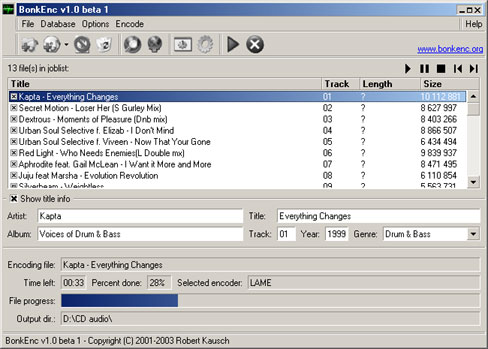 BonkEnc v1.0 beta 1
File Database Options Encode Help
www.bonkenc.org
13 file(s) in joblist:
Title Track Length Size
Kapta - Everything Changes 01 ? 10 112 881
Secret Motion - Loser Her (S Gurley Mix) 02 ? 8 627 997
Dextrous - Moments of Pleasure (Dnb mix) 03 ? 8 403 266
Urban Soul Selective f. Elizab - I Don't Mind 04 ? 8 866 507
Urban Soul Selective f. Viveen - Now That Your Gone 05 ? 6 434 494
Red Light - Who Needs Enemies(L Double mx) 06 ? 9 839 937
Aphrodite feat. Gail McLean - I Want it More and More 07 ? 8 471 495
Juju feat Marsha - Evolution Revolution 08 ? 6 110 854
Silverbeam - Weightless 09 ? 5 563 731
Show title info
Artist: Kapta Title: Everything Changes
Album: Voices of Drum & Bass Track: 01 Year: 1999 Genre: Drum & Bass
Encoding file: Kapta - Everything Changes
Time left: 00:33 Percent done: 28% Selected encoder: LAME
File progress:
Output dir.: D:\CD audio\
BonkEnc v1.0 beta 1 - Copyright (C) 2001-2003 Robert Kausch